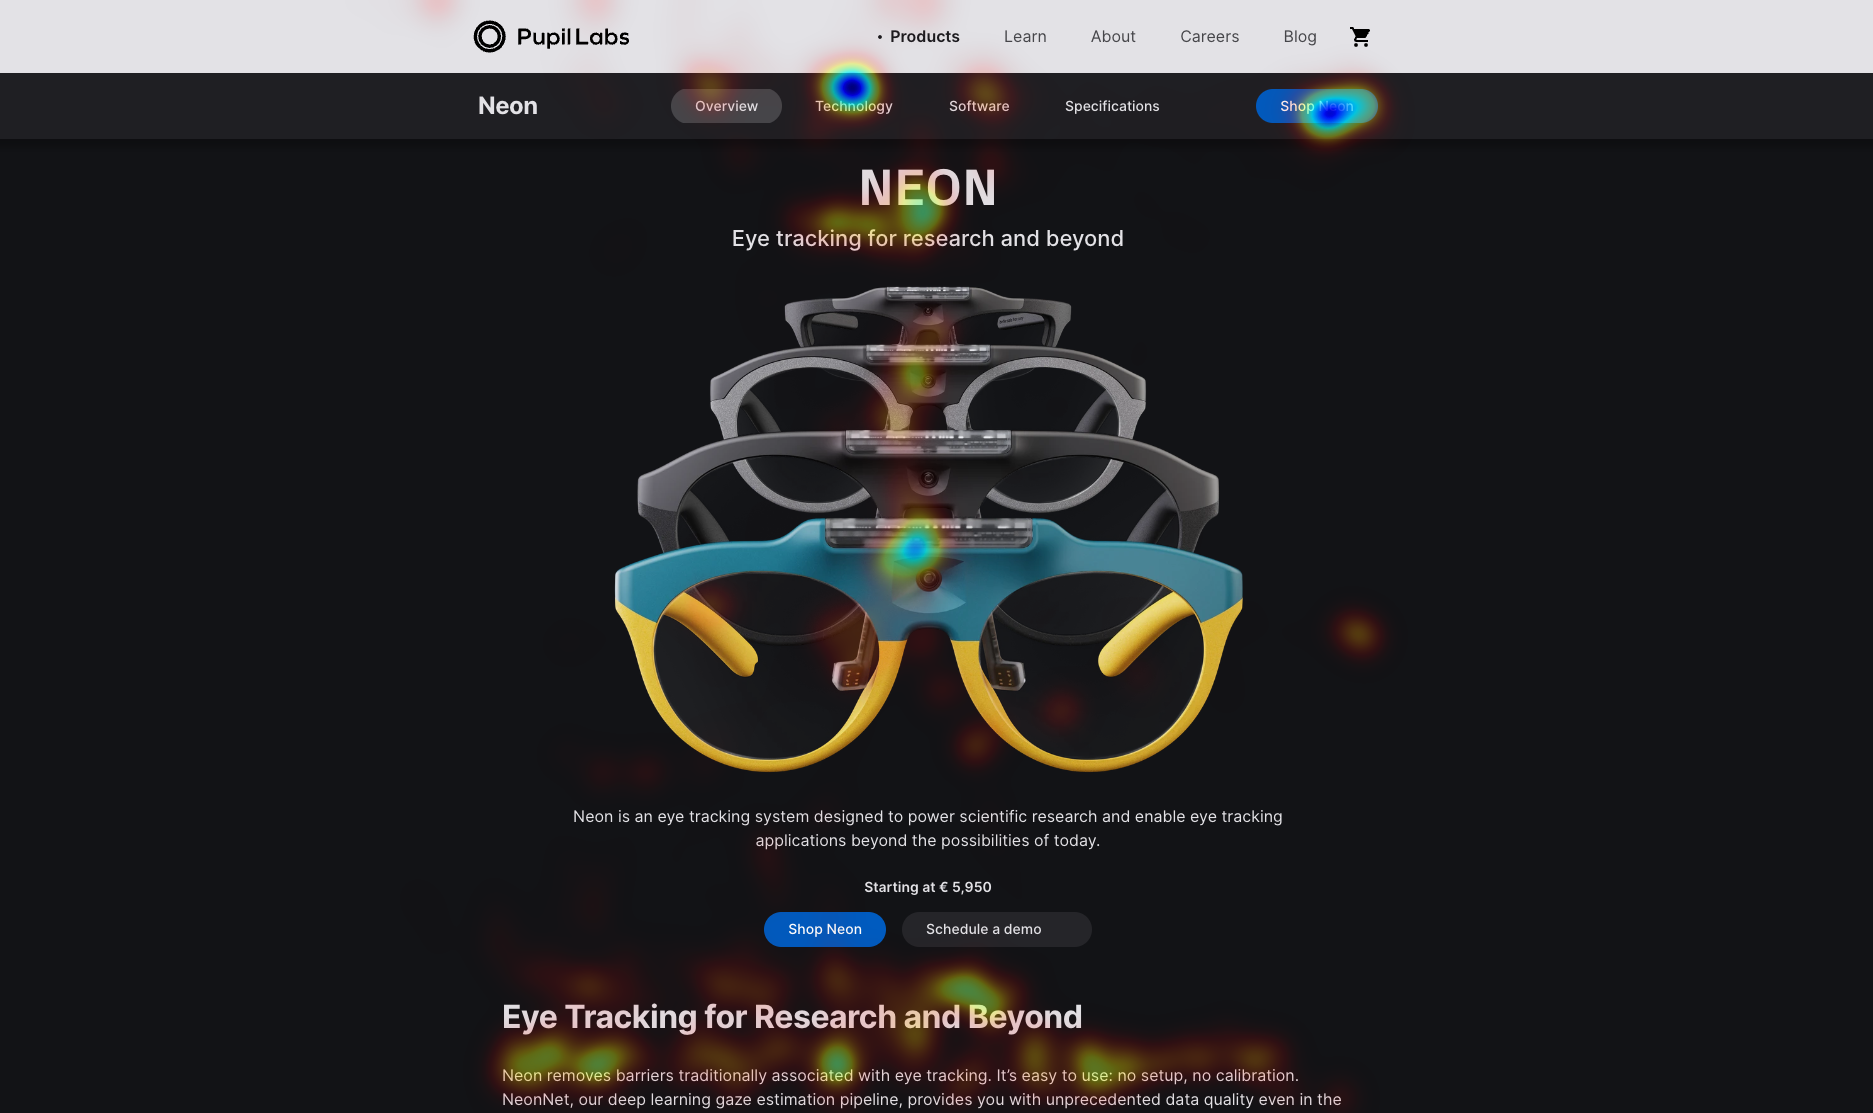 Pupil Labs
• Products Learn About Careers Blog
Neon Overview Technology Software Specifications Shop Neon
NEON
Eye tracking for research and beyond
Neon is an eye tracking system designed to power scientific research and enable eye tracking
applications beyond the possibilities of today.
Starting at € 5,950
Shop Neon Schedule a demo
Eye Tracking for Research and Beyond
Neon removes barriers traditionally associated with eye tracking. It’s easy to use: no setup, no calibration.
NeonNet, our deep learning gaze estimation pipeline, provides you with unprecedented data quality even in the